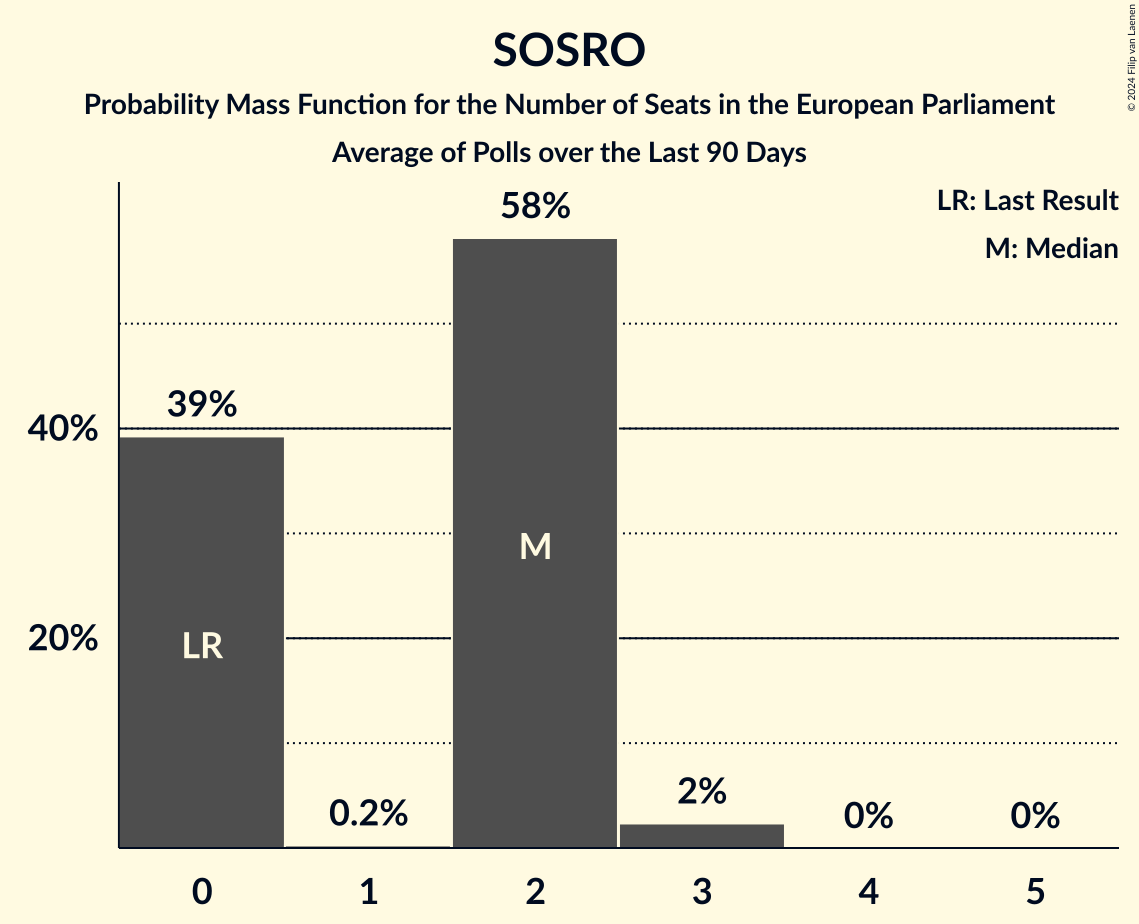 SOSRO
Probability Mass Function for the Number of Seats in the European Parliament
Average of Polls over the Last 90 Days
© 2024 Filip van Laenen
LR: Last Result
M: Median
58%
39%
40%
M
20%
LR
0.2%
2%
0%
0%
0
1
2
3
4
5